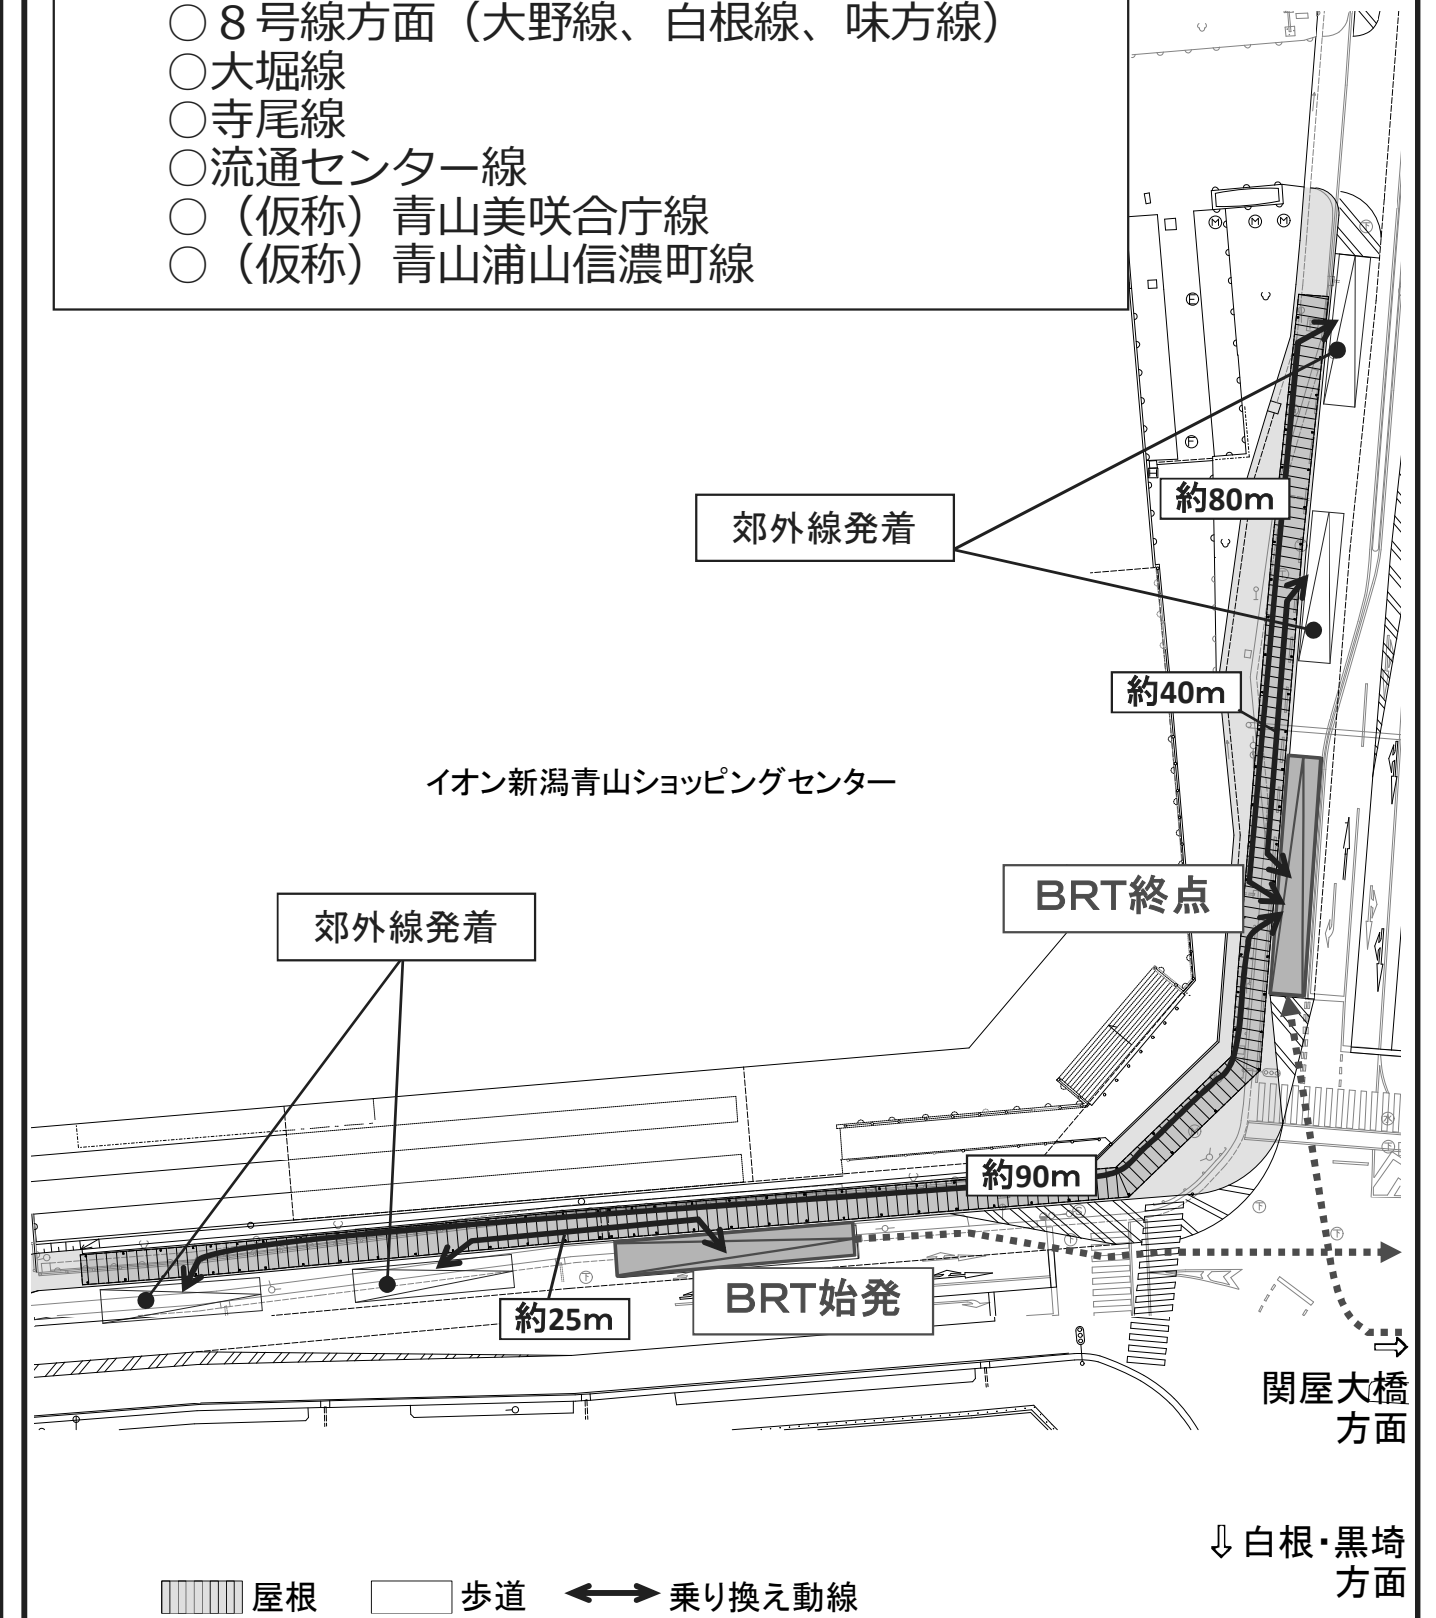 ○８号線方面（大野線、白根線、味方線）
○大堀線
○寺尾線
○流通センター線
○（仮称）青山美咲合庁線
○（仮称）青山浦山信濃町線
郊外線発着
約80m
約40m
イオン新潟青山ショッピングセンター
BRT終点
郊外線発着
約90m
BRT始発
約25m
⇨
関屋大橋
方面
⇩白根・黒埼
方面
屋根
歩道
乗り換え動線